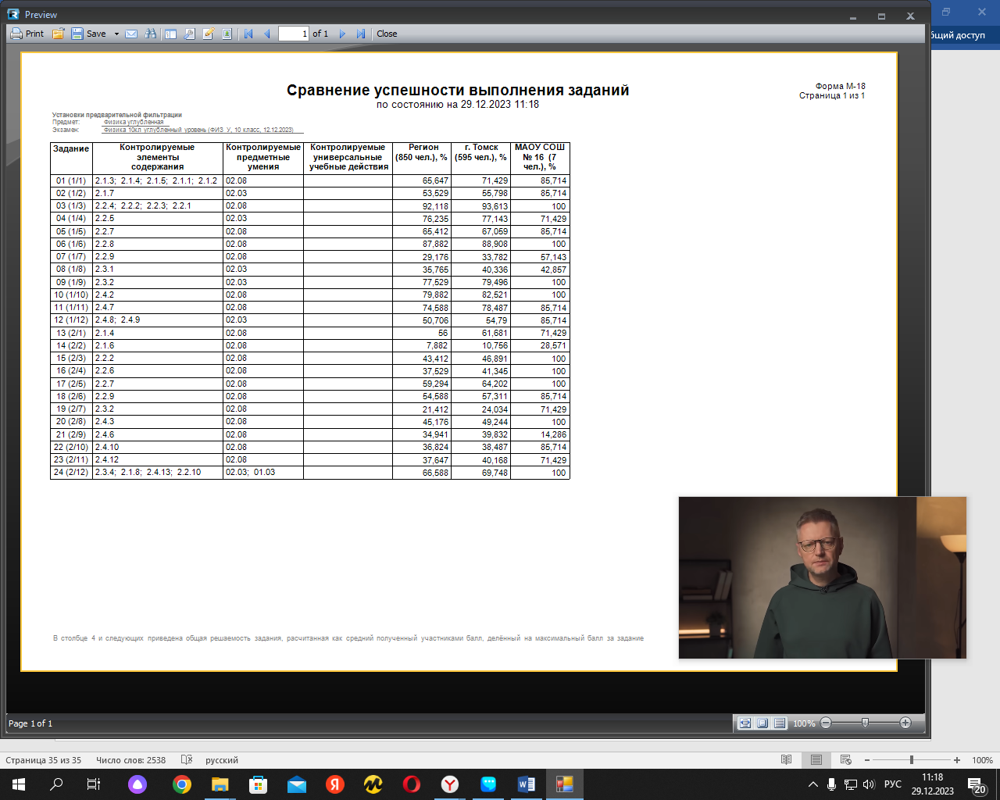 Preview
Print Save 1 of 1 Close
бщий доступ
Форма М-18
Страница 1 из 1
Сравнение успешности выполнения заданий
по состоянию на 29.12.2023 11:18
Установки предварительной фильтрации
Предмет: Физика углубленная
Экзамен: Физика 10кл углубленный уровень (ФИЗ_У, 10 класс, 12.12.2023)
Задание Контролируемые элементы содержания Контролируемые предметные умения Контролируемые универсальные учебные действия Регион (850 чел.), % г. Томск (595 чел.), % МАОУ СОШ № 16 (7 чел.), %
01 (1/1) 2.1.3; 2.1.4; 2.1.5; 2.1.1; 2.1.2 02.08 65,647 71,429 85,714
02 (1/2) 2.1.7 02.03 53,529 55,798 85,714
03 (1/3) 2.2.4; 2.2.2; 2.2.3; 2.2.1 02.08 92,118 93,613 100
04 (1/4) 2.2.5 02.03 76,235 77,143 71,429
05 (1/5) 2.2.7 02.08 65,412 67,059 85,714
06 (1/6) 2.2.8 02.08 87,882 88,908 100
07 (1/7) 2.2.9 02.08 29,176 33,782 57,143
08 (1/8) 2.3.1 02.03 35,765 40,336 42,857
09 (1/9) 2.3.2 02.03 77,529 79,496 100
10 (1/10) 2.4.2 02.08 79,882 82,521 100
11 (1/11) 2.4.7 02.08 74,588 78,487 85,714
12 (1/12) 2.4.8; 2.4.9 02.03 50,706 54,79 85,714
13 (2/1) 2.1.4 02.08 56 61,681 71,429
14 (2/2) 2.1.6 02.08 7,882 10,756 28,571
15 (2/3) 2.2.2 02.08 43,412 46,891 100
16 (2/4) 2.2.6 02.08 37,529 41,345 100
17 (2/5) 2.2.7 02.08 59,294 64,202 100
18 (2/6) 2.2.9 02.08 54,588 57,311 85,714
19 (2/7) 2.3.2 02.08 21,412 24,034 71,429
20 (2/8) 2.4.3 02.08 45,176 49,244 100
21 (2/9) 2.4.6 02.08 34,941 39,832 14,286
22 (2/10) 2.4.10 02.08 36,824 38,487 85,714
23 (2/11) 2.4.12 02.08 37,647 40,168 71,429
24 (2/12) 2.3.4; 2.1.8; 2.4.13; 2.2.10 02.03; 01.03 66,588 69,748 100
В столбце 4 и следующих приведена общая решаемость задания, расчитанная как средний полученный участниками балл, делённый на максимальный балл за задание
Page 1 of 1
100%
Страница 35 из 35 Число слов: 2538 русский 100%
РУС 11:18
29.12.2023
20